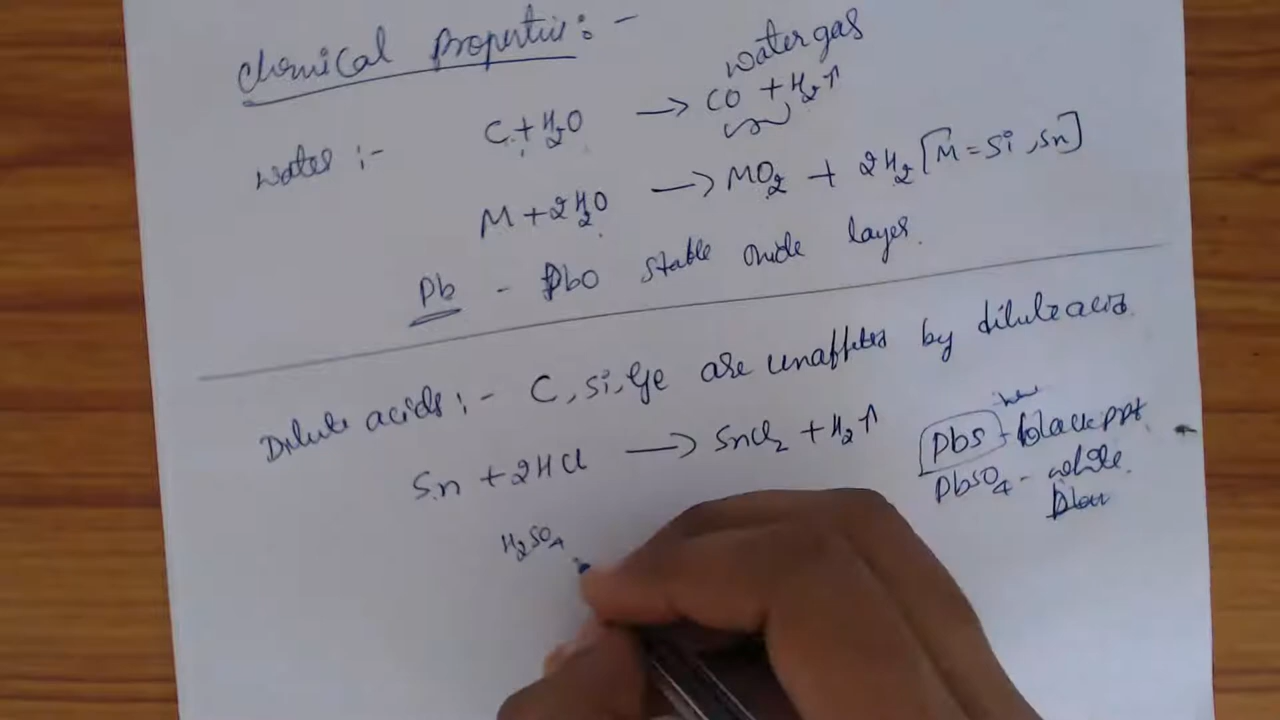 Chemical Properties:-
water gas
water :- C + H2O → CO + H2↑
M + 2H2O → MO2 + 2H2 [M = Si, Sn]
Pb - PbO stable oxide layer.
Dilute acids :- C, Si, Ge are unaffected by dilute acid.
Sn + 2HCl → SnCl2 + H2↑
PbS - black ppt
PbSO4 - white.
H2SO4